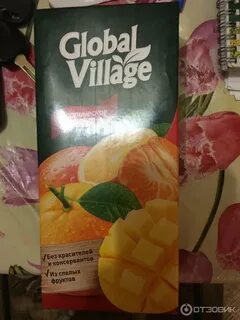 Global
Village
Без красителей
и консервантов
Из спелых
фруктов
ОТЗОВИК